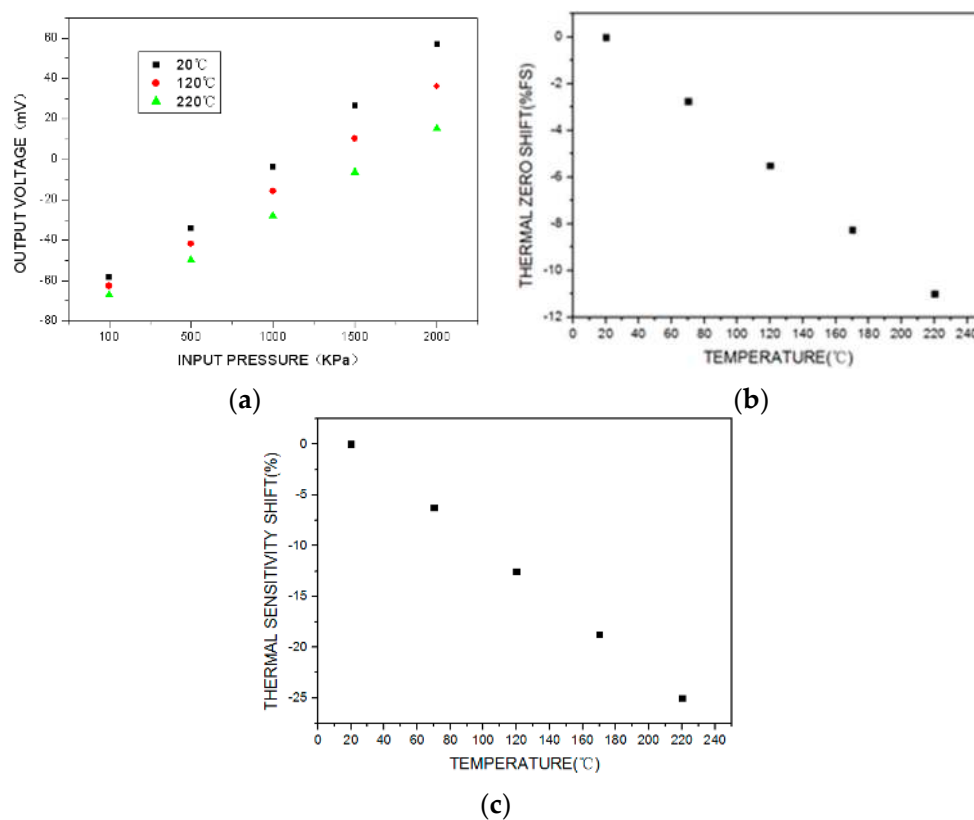 60
40
20
0
-20
-40
-60
-80
OUTPUT VOLTAGE (mV)
20℃
120℃
220℃
100 500 1000 1500 2000
INPUT PRESSURE (KPa)
(a)
0
-2
-4
-6
-8
-10
-12
THERMAL ZERO SHIFT(%FS)
0 20 40 60 80 100 120 140 160 180 200 220 240
TEMPERATURE(℃)
(b)
0
-5
-10
-15
-20
-25
THERMAL SENSITIVITY SHIFT(%)
0 20 40 60 80 100 120 140 160 180 200 220 240
TEMPERATURE(℃)
(c)